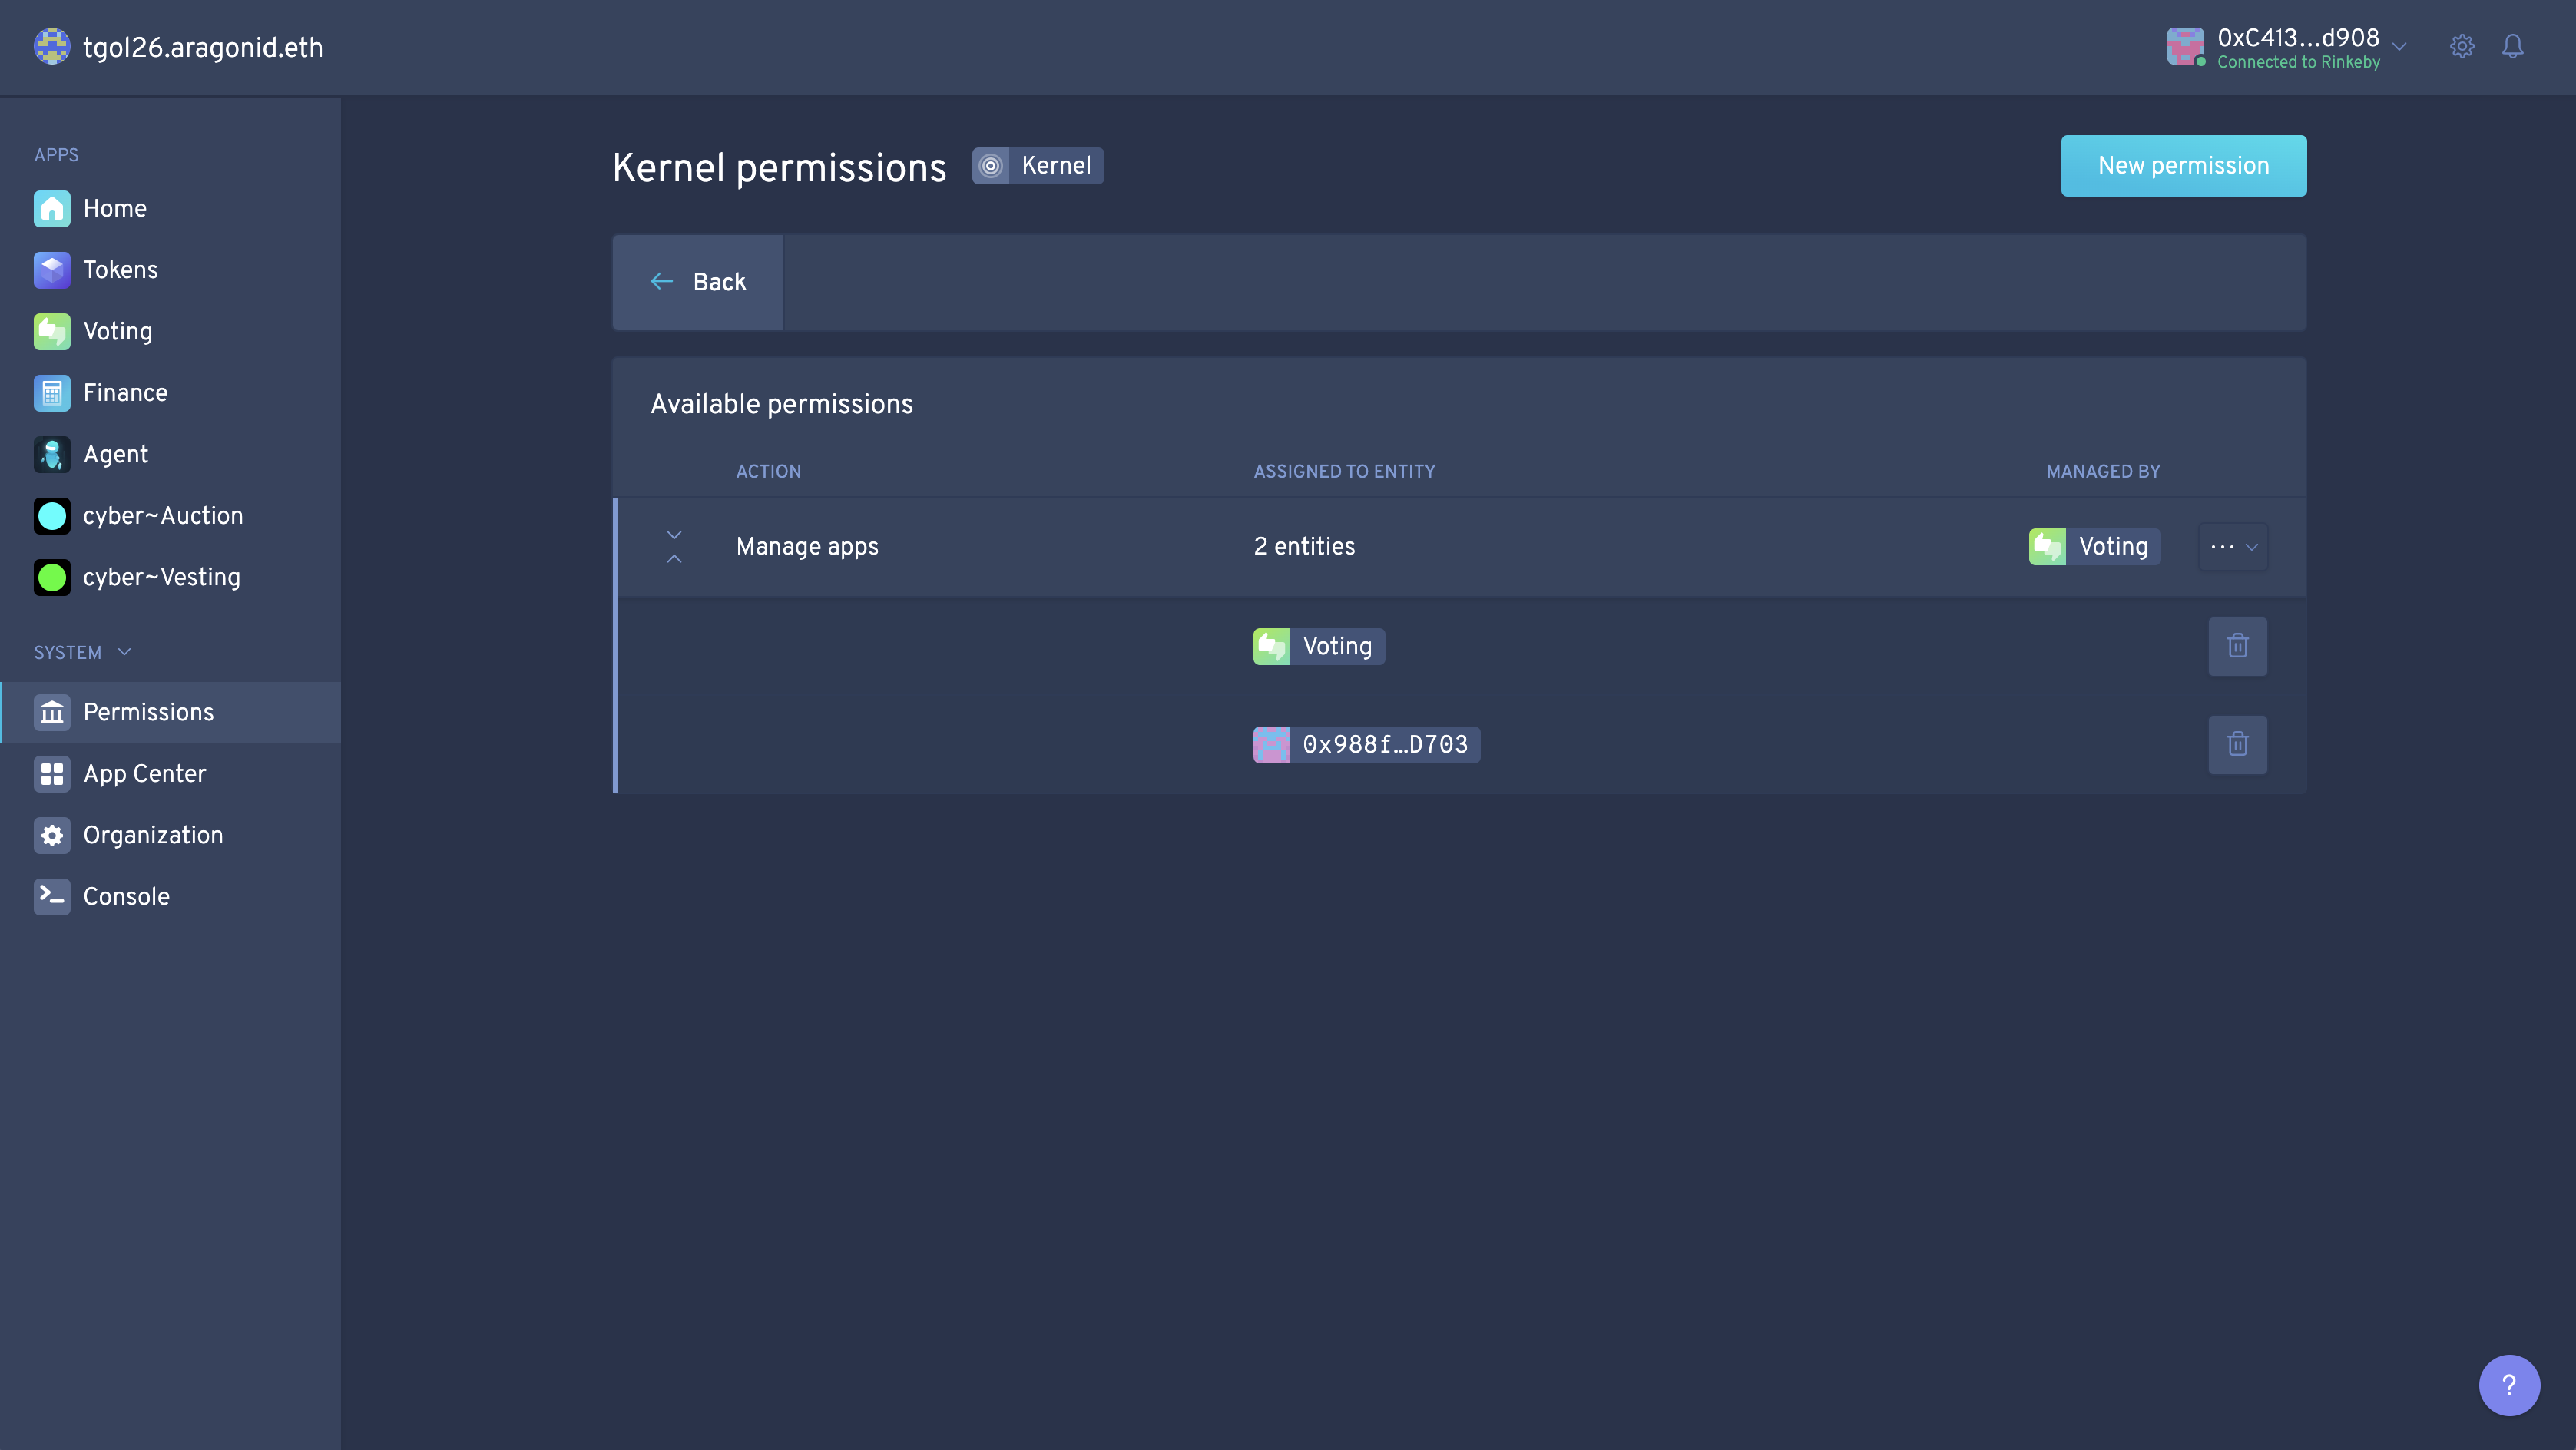 tgol26.aragonid.eth
0xC413...d908
Connected to Rinkeby
APPS
Home
Tokens
Voting
Finance
Agent
cyber~Auction
cyber~Vesting
SYSTEM
Permissions
App Center
Organization
Console
Kernel permissions
Kernel
New permission
Back
Available permissions
ACTION ASSIGNED TO ENTITY MANAGED BY
Manage apps 2 entities Voting
Voting
0x988f…D703
?